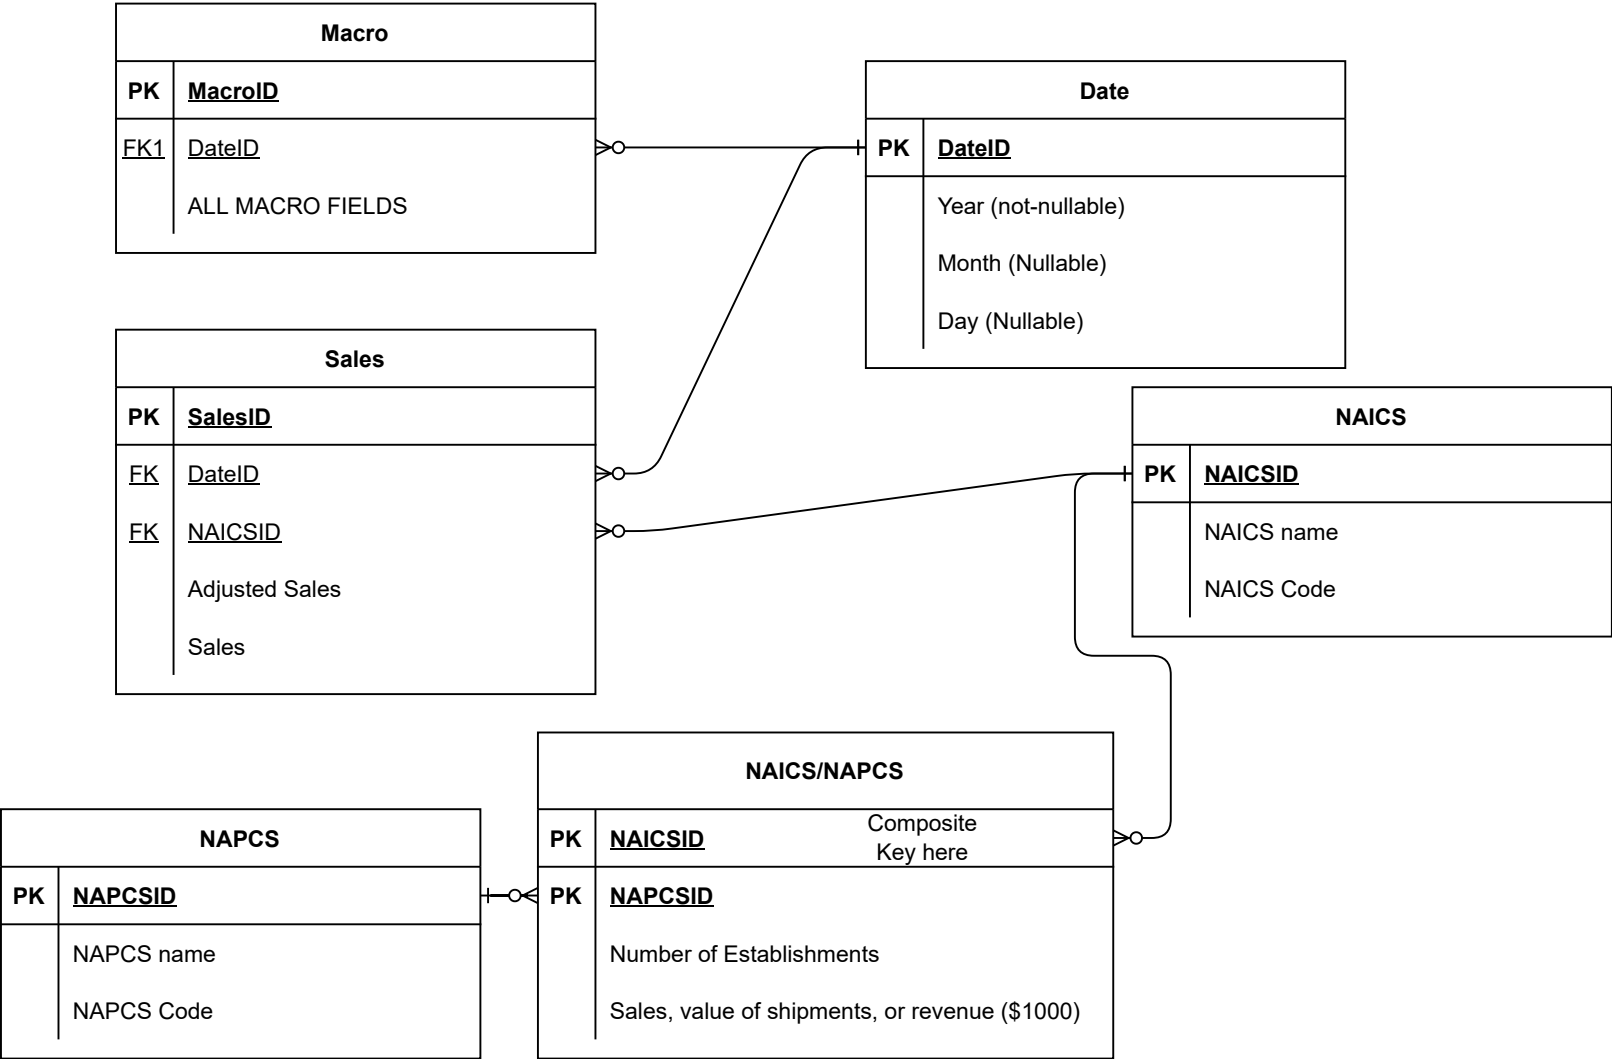 Macro
PK MacroID
FK1 DateID
ALL MACRO FIELDS
Date
PK DateID
Year (not-nullable)
Month (Nullable)
Day (Nullable)
Sales
PK SalesID
FK DateID
FK NAICSID
Adjusted Sales
Sales
NAICS
PK NAICSID
NAICS name
NAICS Code
NAICS/NAPCS
PK NAICSID
Composite
Key here
PK NAPCSID
Number of Establishments
Sales, value of shipments, or revenue ($1000)
NAPCS
PK NAPCSID
NAPCS name
NAPCS Code